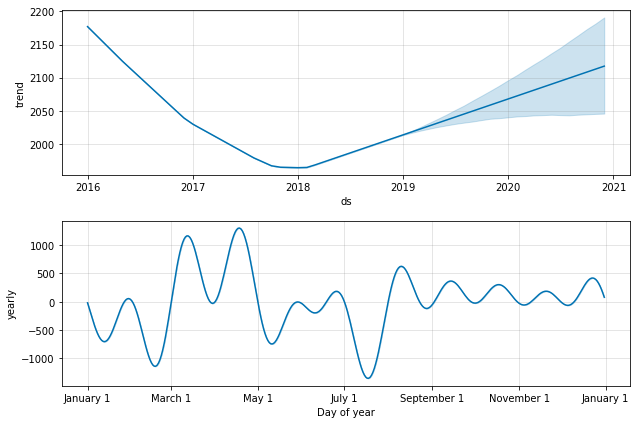 2200
2150
2100
2050
2000
trend
2016 2017 2018 2019 2020 2021
ds
1000
500
0
−500
−1000
yearly
January 1 March 1 May 1 July 1 September 1 November 1 January 1
Day of year